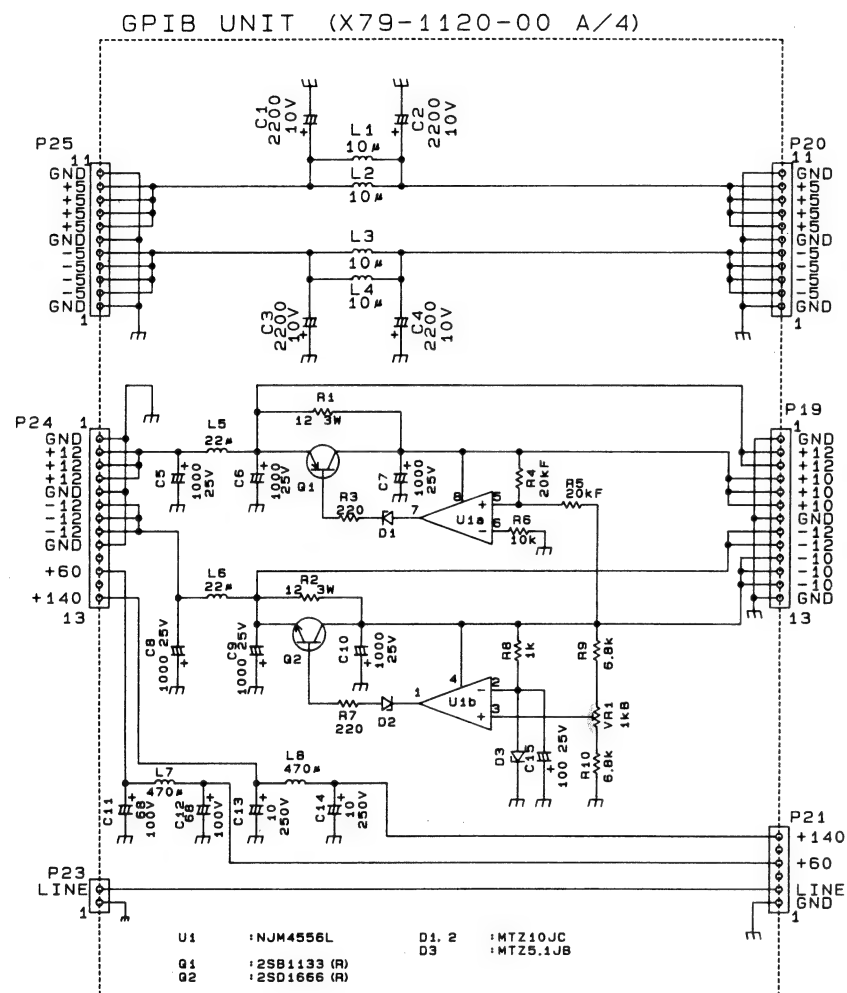 GPIB UNIT (X79-1120-00 A/4)
P25
11
GND
+5
+5
+5
+5
GND
-5
-5
-5
-5
GND
1
C1
2200
10V
C2
2200
10V
L1
10µ
L2
10µ
L3
10µ
L4
10µ
C3
2200
10V
C4
2200
10V
P20
11
GND
+5
+5
+5
+5
GND
-5
-5
-5
-5
GND
1
P24
1
GND
+12
+12
+12
GND
-12
-12
-12
GND
+60
+140
13
L5
22µ
R1
12 3W
C5
1000
25V
C6
1000
25V
Q1
C7
1000
25V
R3
220
D1
7
8
U1a
5
+
6
-
R4
20kF
R5
20kF
R6
10k
P19
1
GND
+12
+12
+10
+10
+10
GND
-12
-12
-10
-10
-10
GND
13
L6
22µ
R2
12 3W
C8
1000 25V
C9
1000 25V
Q2
C10
1000
25V
R7
220
D2
1
4
U1b
2
-
3
+
R8
1k
R9
6.8k
VR1
1kB
R10
6.8k
D3
C15
100 25V
L7
470µ
L8
470µ
C11
68
100V
C12
68
100V
C13
10
250V
C14
10
250V
P21
+140
+60
LINE
GND
1
P23
LINE
1
U1 :NJM4556L
Q1 :2SB1133 (R)
Q2 :2SD1666 (R)
D1, 2 :MTZ10JC
D3 :MTZ5.1JB